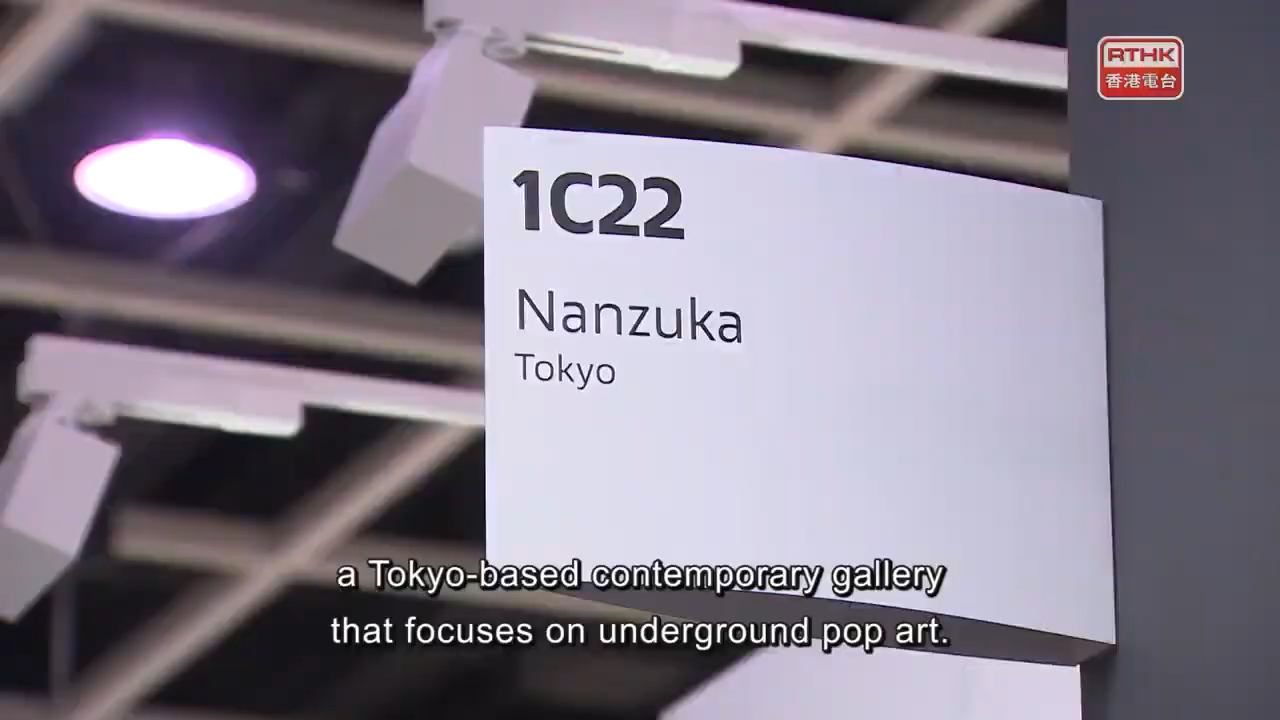 RTHK
香港電台
1C22
Nanzuka
Tokyo
a Tokyo-based contemporary gallery
that focuses on underground pop art.